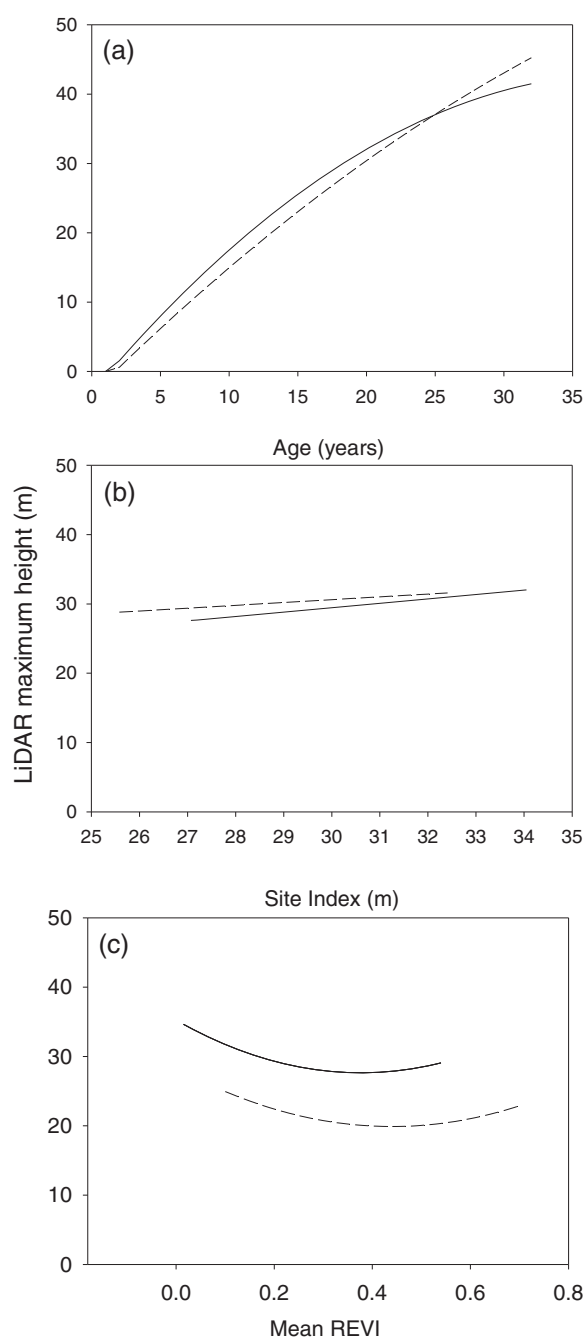 50
(a)
40
30
20
10
0
0 5 10 15 20 25 30 35
Age (years)
LiDAR maximum height (m)
50
(b)
40
30
20
10
0
25 26 27 28 29 30 31 32 33 34 35
Site Index (m)
50
(c)
40
30
20
10
0
0.0 0.2 0.4 0.6 0.8
Mean REVI